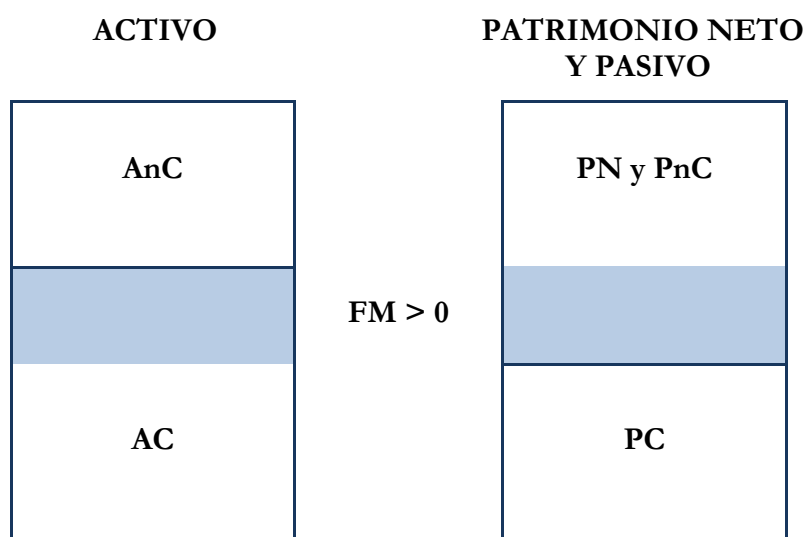 ACTIVO
PATRIMONIO NETO
Y PASIVO
AnC
PN y PnC
FM > 0
AC
PC